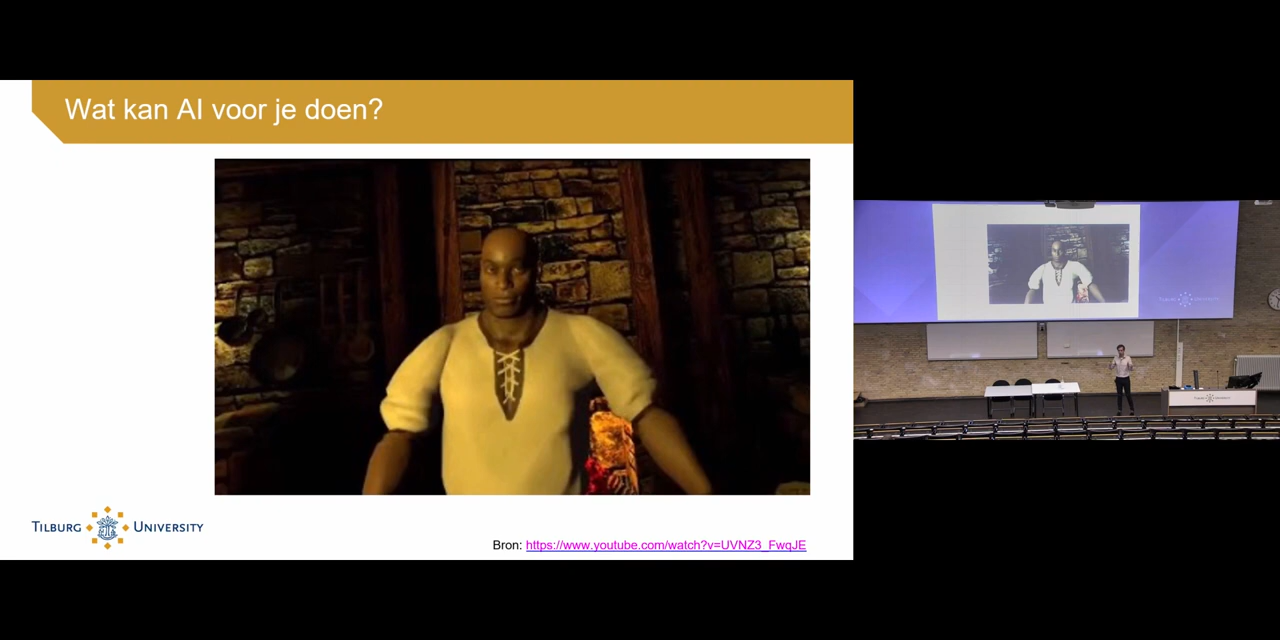 Wat kan AI voor je doen?
TILBURG UNIVERSITY
Bron: https://www.youtube.com/watch?v=UVNZ3_FwqJE